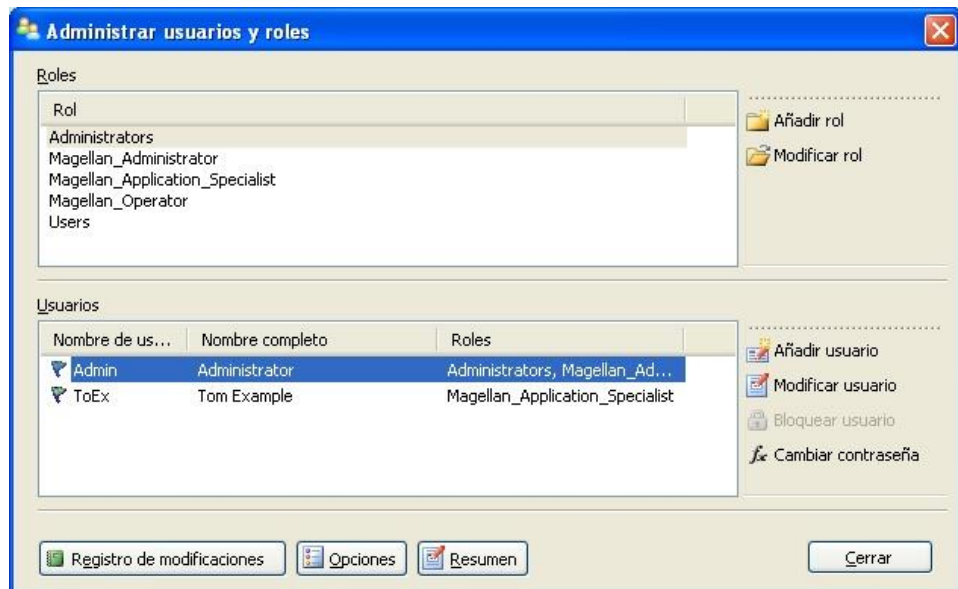 Administrar usuarios y roles
Roles
Rol
Administrators
Magellan_Administrator
Magellan_Application_Specialist
Magellan_Operator
Users
Añadir rol
Modificar rol
Usuarios
Nombre de us... Nombre completo Roles
Admin Administrator Administrators, Magellan_Ad...
ToEx Tom Example Magellan_Application_Specialist
Añadir usuario
Modificar usuario
Bloquear usuario
fx Cambiar contraseña
Registro de modificaciones Opciones Resumen Cerrar